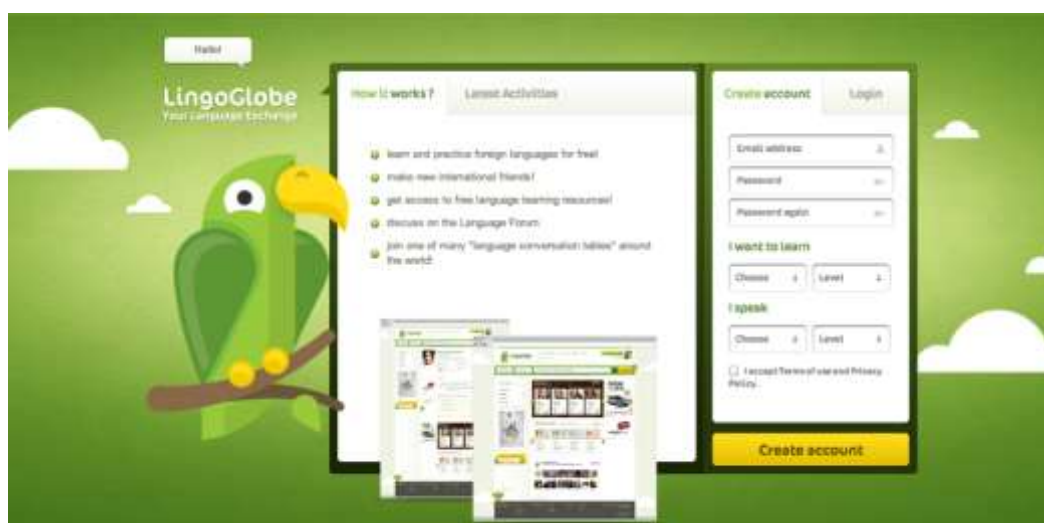 Hello!
LingoGlobe
Your Language Exchange
How it works?
Latest Activities
learn and practice foreign languages for free!
make new international friends!
get access to free language learning resources!
discuss on the Language Forum
join one of many "language conversation tables" around
the world!
Create account
Login
Email address
Password
Password again
I want to learn
Choose
Level
I speak
Choose
Level
I accept Terms of use and Privacy
Policy.
Create account